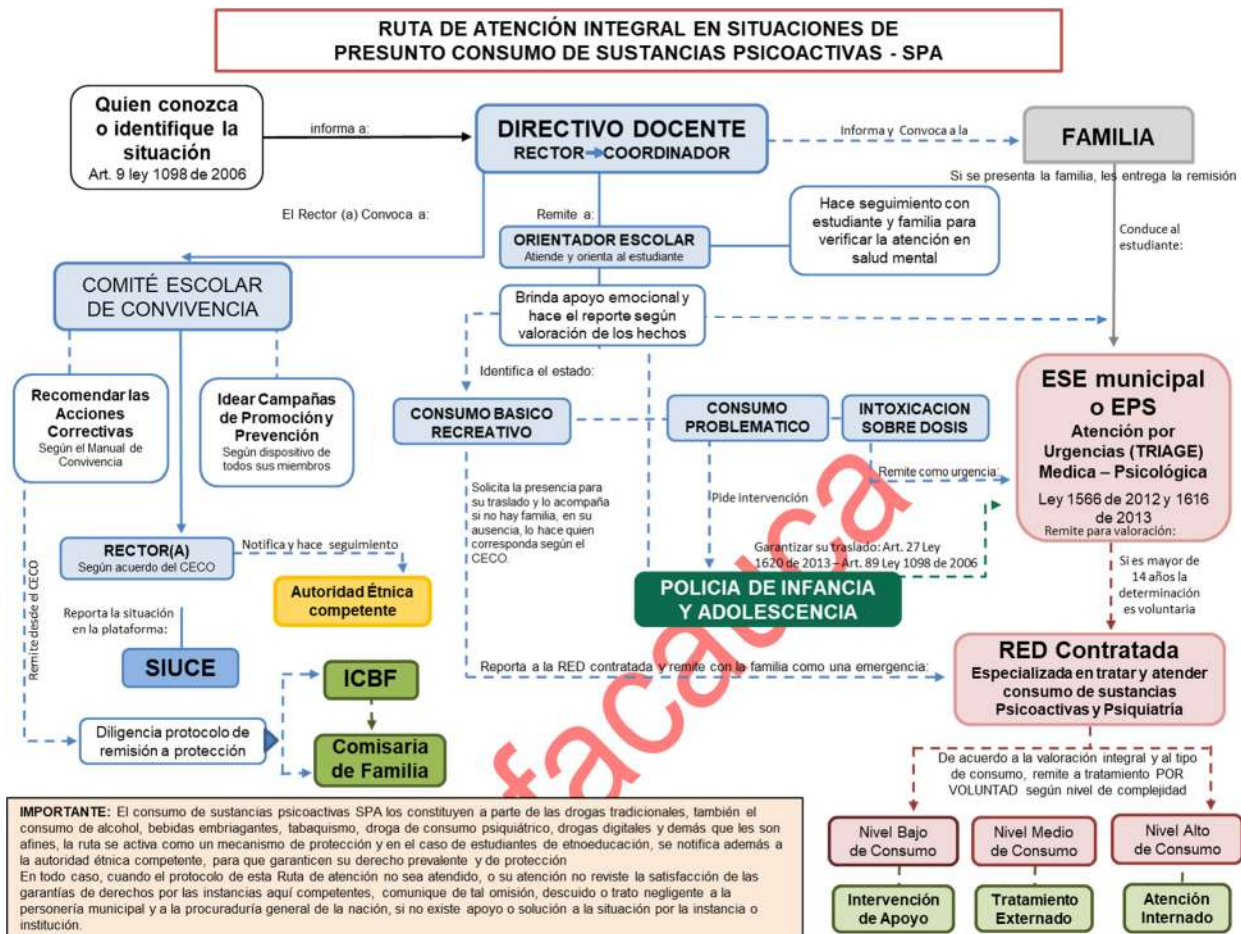 RUTA DE ATENCIÓN INTEGRAL EN SITUACIONES DE
PRESUNTO CONSUMO DE SUSTANCIAS PSICOACTIVAS - SPA
Quien conozca
o identifique la
situación
Art. 9 ley 1098 de 2006
informa a:
DIRECTIVO DOCENTE
RECTOR COORDINADOR
Informa y Convoca a la
FAMILIA
Si se presenta la familia, les entrega la remisión
El Rector (a) Convoca a:
Remite a:
ORIENTADOR ESCOLAR
Atiende y orienta al estudiante
Hace seguimiento con
estudiante y familia para
verificar la atención en
salud mental
Conduce al
estudiante:
COMITÉ ESCOLAR
DE CONVIVENCIA
Brinda apoyo emocional y
hace el reporte según
valoración de los hechos
Identifica el estado:
Recomendar las
Acciones
Correctivas
Según el Manual de
Convivencia
Idear Campañas
de Promoción y
Prevención
Según dispositivo de
todos sus miembros
CONSUMO BASICO
RECREATIVO
CONSUMO
PROBLEMATICO
INTOXICACION
SOBRE DOSIS
ESE municipal
o EPS
Atención por
Urgencias (TRIAGE)
Medica – Psicológica
Ley 1566 de 2012 y 1616
de 2013
Remite para valoración:
Remite como urgencia:
Solicita la presencia para
su traslado y lo acompaña
si no hay familia, en su
ausencia, lo hace quien
corresponda según el
CECO.
Pide intervención
Garantizar su traslado: Art. 27 Ley
1620 de 2013 – Art. 89 Ley 1098 de 2006
POLICIA DE INFANCIA
Y ADOLESCENCIA
Si es mayor de
14 años la
determinación
es voluntaria
RECTOR(A)
Según acuerdo del CECO
Notifica y hace seguimiento
Autoridad Étnica
competente
Reporta la situación
en la plataforma:
SIUCE
Remite desde el CECO
Diligencia protocolo de
remisión a protección
ICBF
Comisaria
de Familia
Reporta a la RED contratada y remite con la familia como una emergencia:
RED Contratada
Especializada en tratar y atender
consumo de sustancias
Psicoactivas y Psiquiatría
De acuerdo a la valoración integral y al tipo
de consumo, remite a tratamiento POR
VOLUNTAD según nivel de complejidad
Nivel Bajo
de Consumo
Nivel Medio
de Consumo
Nivel Alto
de Consumo
Intervención
de Apoyo
Tratamiento
Externado
Atención
Internado
facatuca
IMPORTANTE: El consumo de sustancias psicoactivas SPA los constituyen a parte de las drogas tradicionales, también el
consumo de alcohol, bebidas embriagantes, tabaquismo, droga de consumo psiquiátrico, drogas digitales y demás que les son
afines, la ruta se activa como un mecanismo de protección y en el caso de estudiantes de etnoeducación, se notifica además a
la autoridad étnica competente, para que garanticen su derecho prevalente y de protección
En todo caso, cuando el protocolo de esta Ruta de atención no sea atendido, o su atención no reviste la satisfacción de las
garantías de derechos por las instancias aquí competentes, comunique de tal omisión, descuido o trato negligente a la
personería municipal y a la procuraduría general de la nación, si no existe apoyo o solución a la situación por la instancia o
institución.